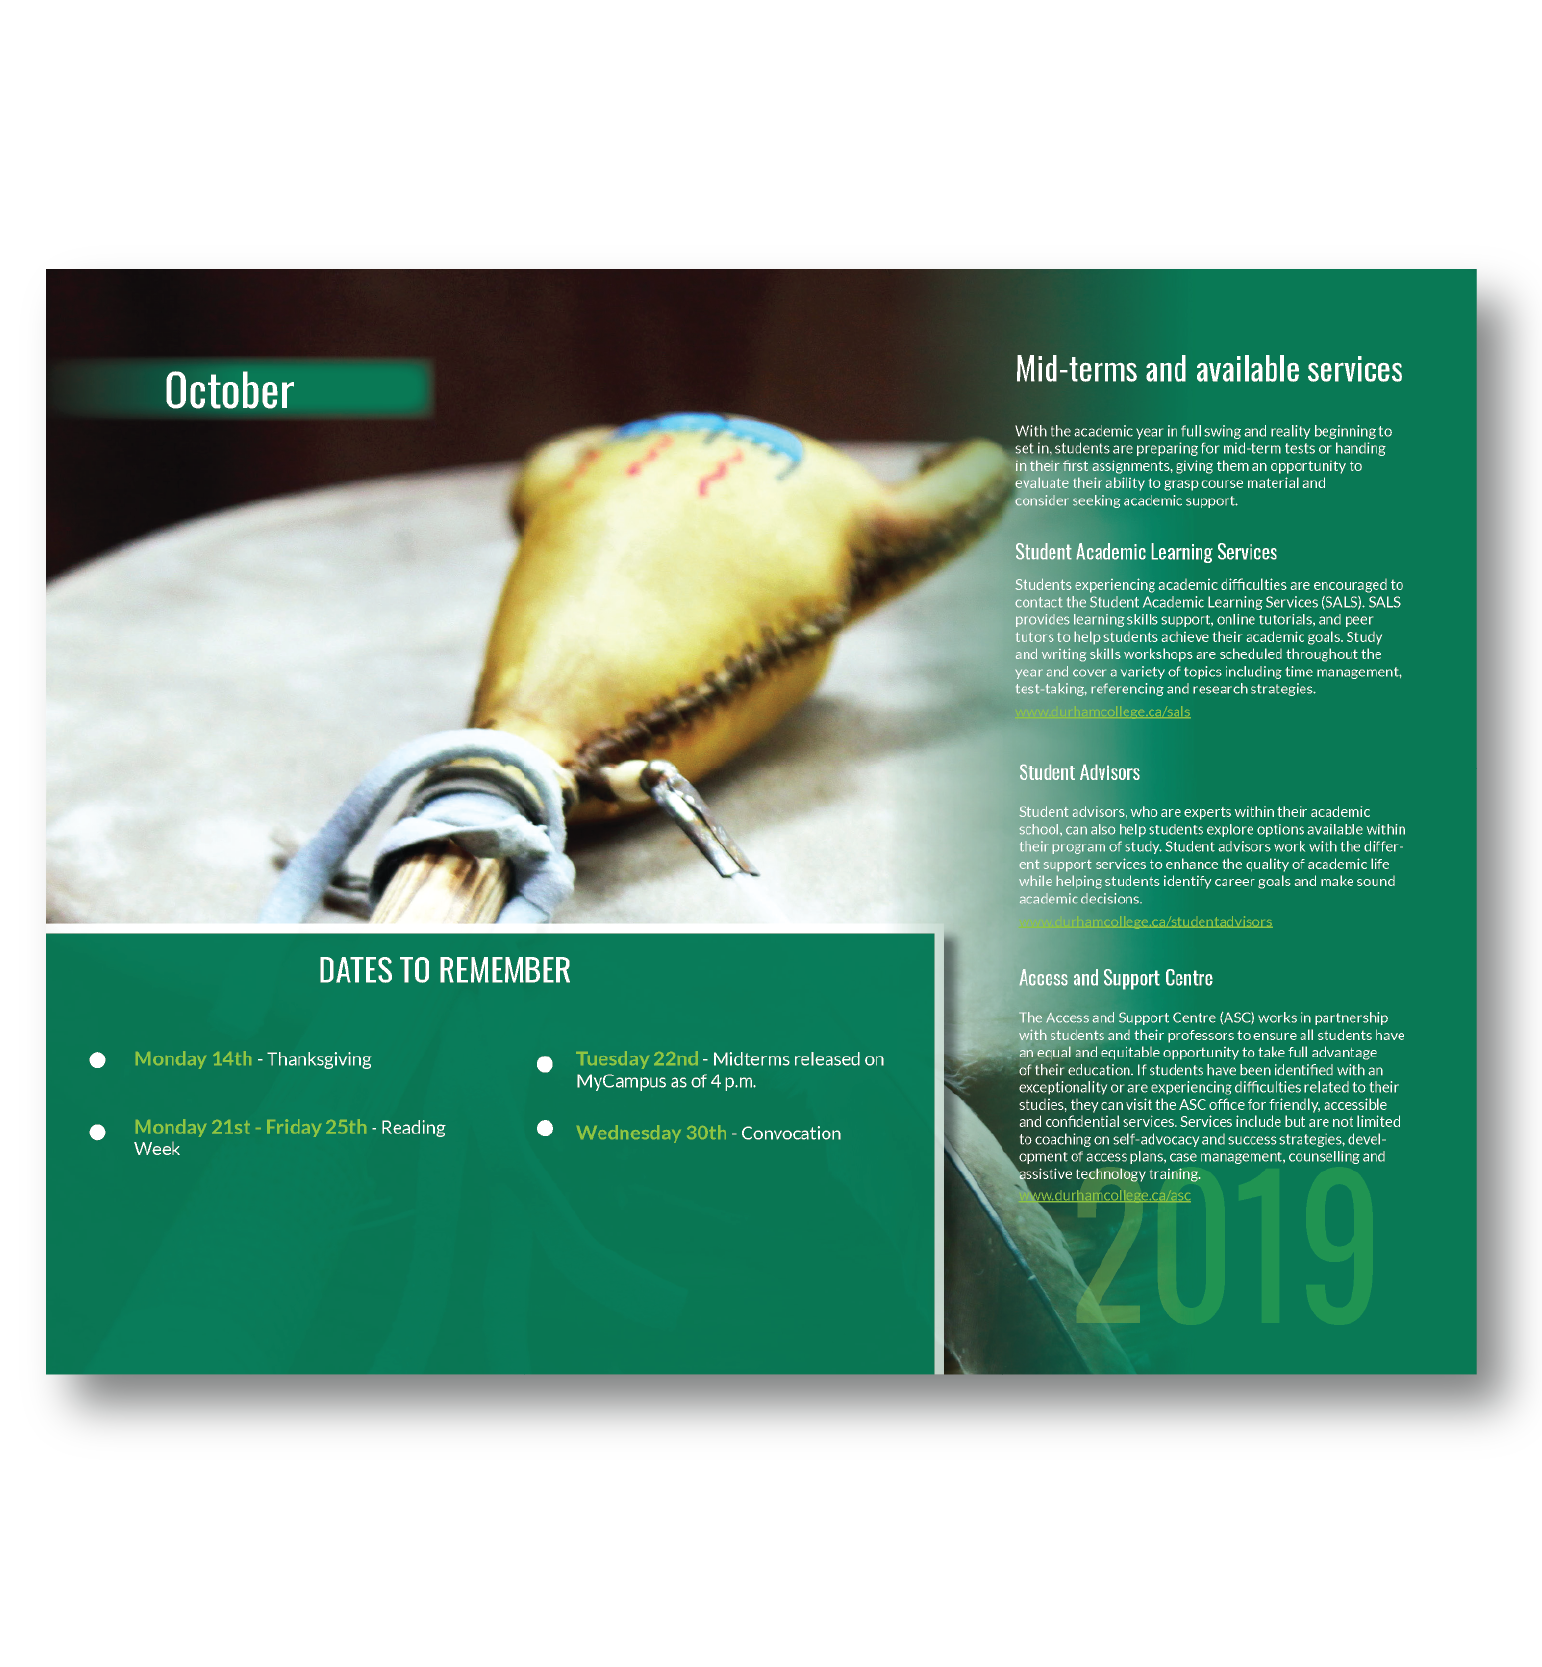 October
Mid-terms and available services
With the academic year in full swing and reality beginning to
set in, students are preparing for mid-term tests or handing
in their first assignments, giving them an opportunity to
evaluate their ability to grasp course material and
consider seeking academic support.
Student Academic Learning Services
Students experiencing academic difficulties are encouraged to
contact the Student Academic Learning Services (SALS). SALS
provides learning skills support, online tutorials, and peer
tutors to help students achieve their academic goals. Study
and writing skills workshops are scheduled throughout the
year and cover a variety of topics including time management,
test-taking, referencing and research strategies.
www.durhamcollege.ca/sals
Student Advisors
Student advisors, who are experts within their academic
school, can also help students explore options available within
their program of study. Student advisors work with the differ-
ent support services to enhance the quality of academic life
while helping students identify career goals and make sound
academic decisions.
www.durhamcollege.ca/studentadvisors
Access and Support Centre
The Access and Support Centre (ASC) works in partnership
with students and their professors to ensure all students have
an equal and equitable opportunity to take full advantage
of their education. If students have been identified with an
exceptionality or are experiencing difficulties related to their
studies, they can visit the ASC office for friendly, accessible
and confidential services. Services include but are not limited
to coaching on self-advocacy and success strategies, devel-
opment of access plans, case management, counselling and
assistive technology training.
www.durhamcollege.ca/asc
2019
DATES TO REMEMBER
Monday 14th - Thanksgiving
Monday 21st - Friday 25th - Reading
Week
Tuesday 22nd - Midterms released on
MyCampus as of 4 p.m.
Wednesday 30th - Convocation